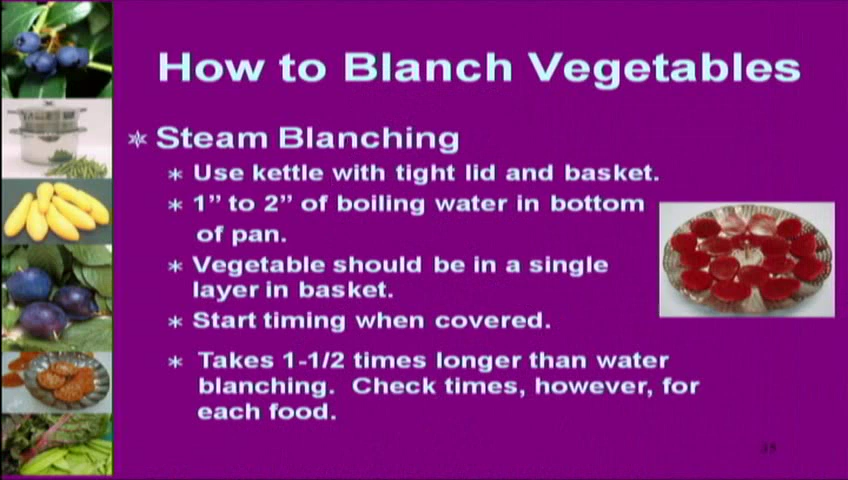 How to Blanch Vegetables
Steam Blanching
* Use kettle with tight lid and basket.
* 1” to 2” of boiling water in bottom
of pan.
* Vegetable should be in a single
layer in basket.
* Start timing when covered.
* Takes 1-1/2 times longer than water
blanching. Check times, however, for
each food.